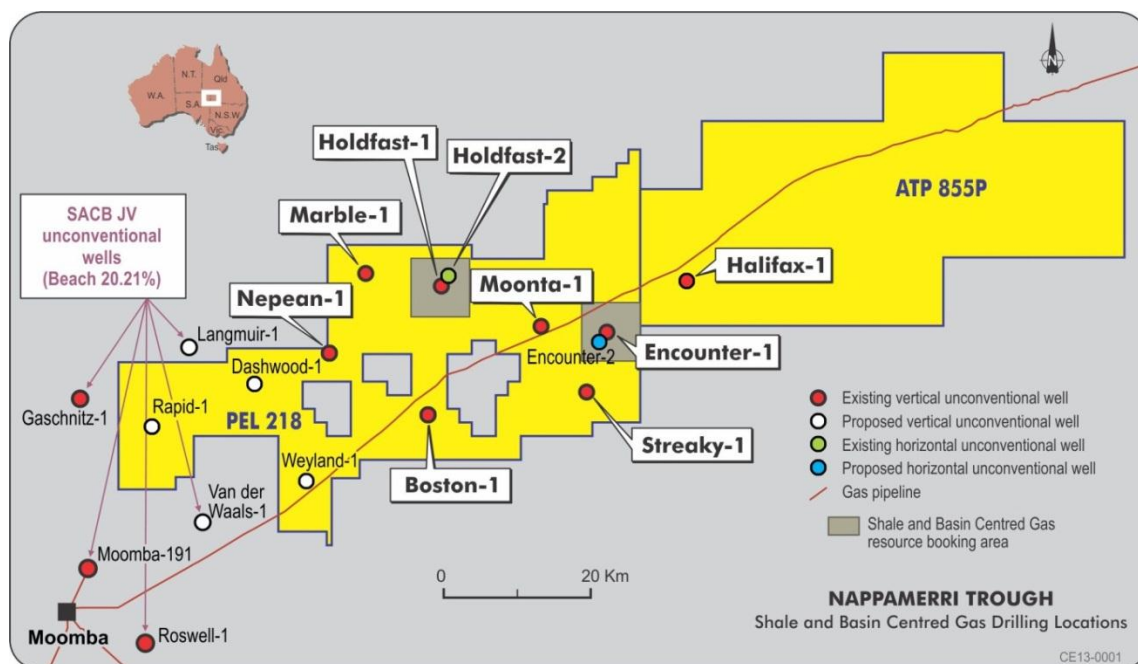 N.T.
Qld
W.A.
S.A.
N.S.W.
Vic
Tas
N
Holdfast-1
Holdfast-2
ATP 855P
SACB JV
unconventional
wells
(Beach 20.21%)
Marble-1
Halifax-1
Moonta-1
Nepean-1
Langmuir-1
Encounter-2
Encounter-1
Dashwood-1
Gaschnitz-1
Rapid-1
PEL 218
Existing vertical unconventional well
Proposed vertical unconventional well
Existing horizontal unconventional well
Proposed horizontal unconventional well
Gas pipeline
Shale and Basin Centred Gas
resource booking area
Streaky-1
Weyland-1
Boston-1
Van der
Waals-1
Moomba-191
0 20 Km
Moomba
Roswell-1
NAPPAMERRI TROUGH
Shale and Basin Centred Gas Drilling Locations
CE13-0001